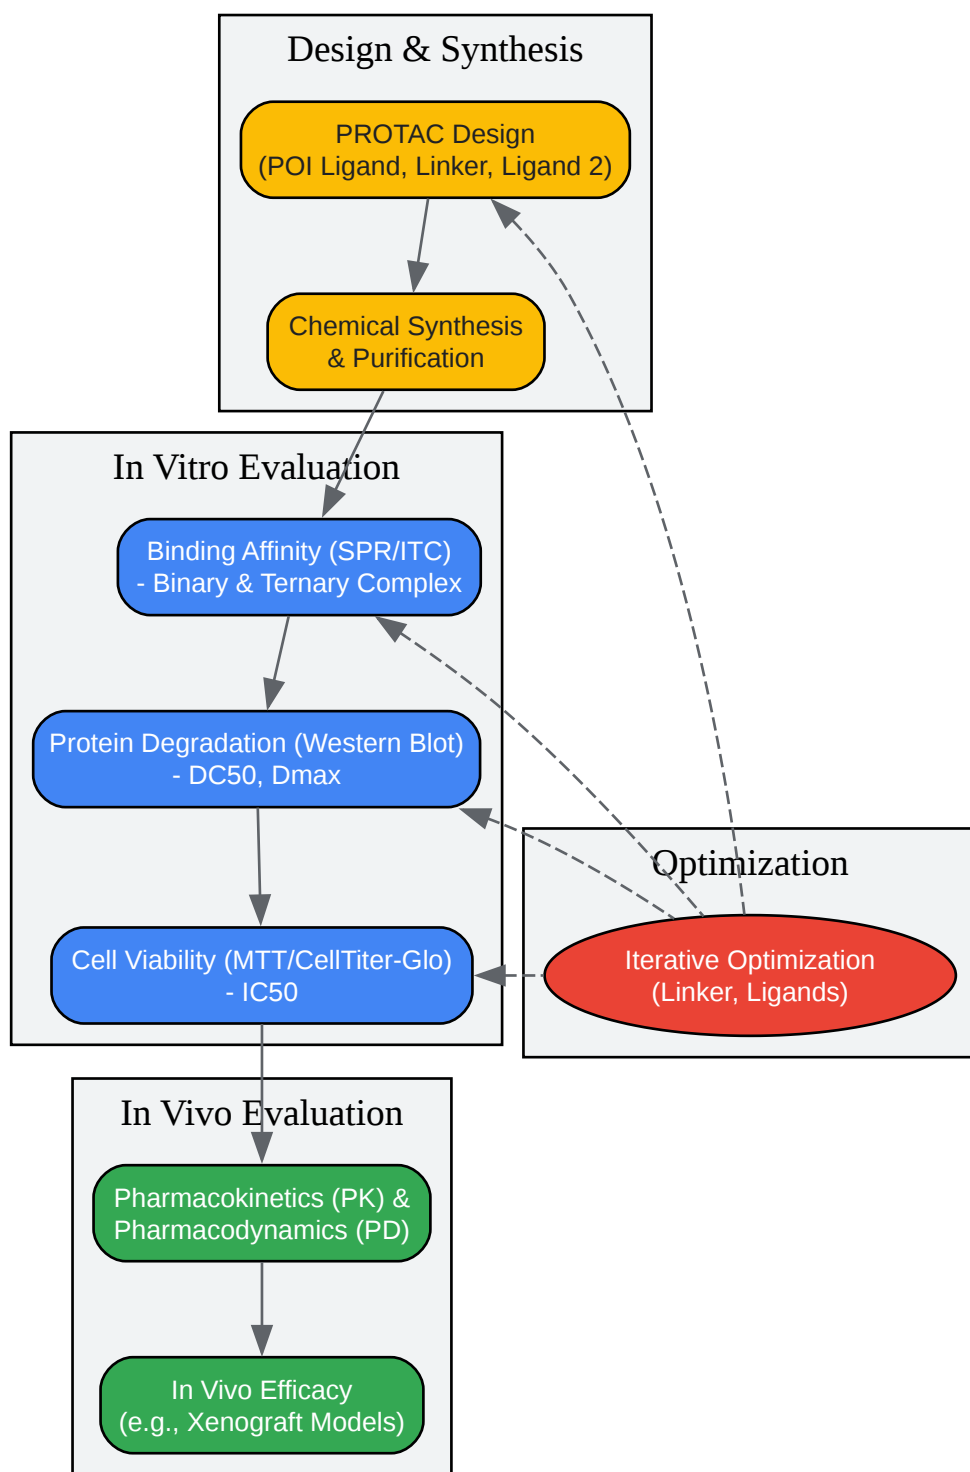 Design & Synthesis
PROTAC Design
(POI Ligand, Linker, Ligand 2)
Chemical Synthesis
& Purification
In Vitro Evaluation
Binding Affinity (SPR/ITC)
- Binary & Ternary Complex
Protein Degradation (Western Blot)
- DC50, Dmax
Cell Viability (MTT/CellTiter-Glo)
- IC50
Optimization
Iterative Optimization
(Linker, Ligands)
In Vivo Evaluation
Pharmacokinetics (PK) &
Pharmacodynamics (PD)
In Vivo Efficacy
(e.g., Xenograft Models)